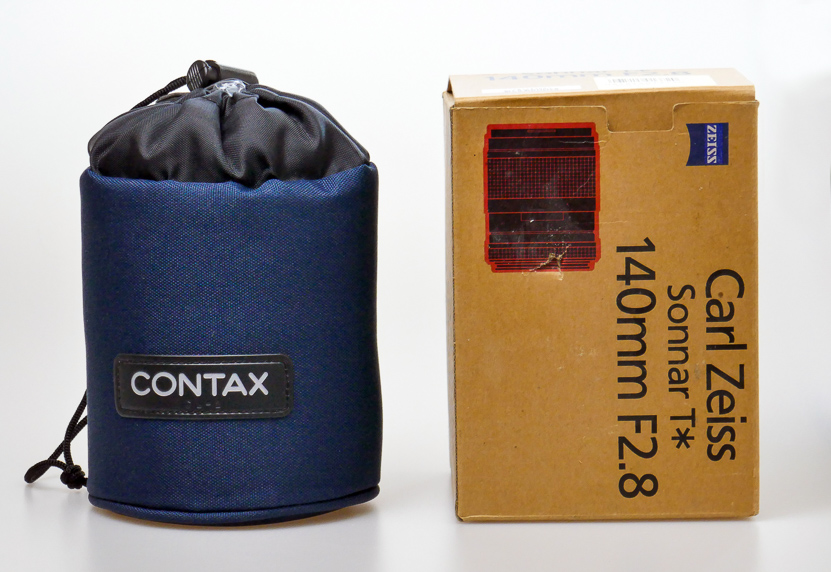 CONTAX
ZEISS
Carl Zeiss
Sonnar T*
140mm F2.8